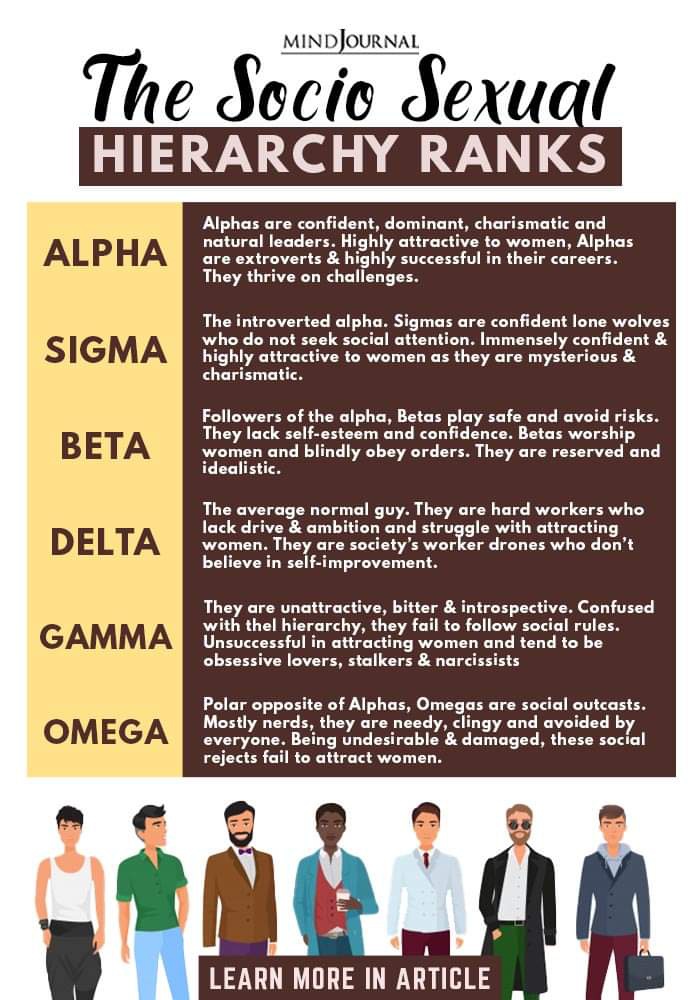 MINDJOURNAL
The Socio Sexual
HIERARCHY RANKS
ALPHA
Alphas are confident, dominant, charismatic and
natural leaders. Highly attractive to women, Alphas
are extroverts & highly successful in their careers.
They thrive on challenges.
SIGMA
The introverted alpha. Sigmas are confident lone wolves
who do not seek social attention. Immensely confident &
highly attractive to women as they are mysterious &
charismatic.
BETA
Followers of the alpha, Betas play safe and avoid risks.
They lack self-esteem and confidence. Betas worship
women and blindly obey orders. They are reserved and
idealistic.
DELTA
The average normal guy. They are hard workers who
lack drive & ambition and struggle with attracting
women. They are society's worker drones who don't
believe in self-improvement.
GAMMA
They are unattractive, bitter & introspective. Confused
with thel hierarchy, they fail to follow social rules.
Unsuccessful in attracting women and tend to be
obsessive lovers, stalkers & narcissists
OMEGA
Polar opposite of Alphas, Omegas are social outcasts.
Mostly nerds, they are needy, clingy and avoided by
everyone. Being undesirable & damaged, these social
rejects fail to attract women.
LEARN MORE IN ARTICLE